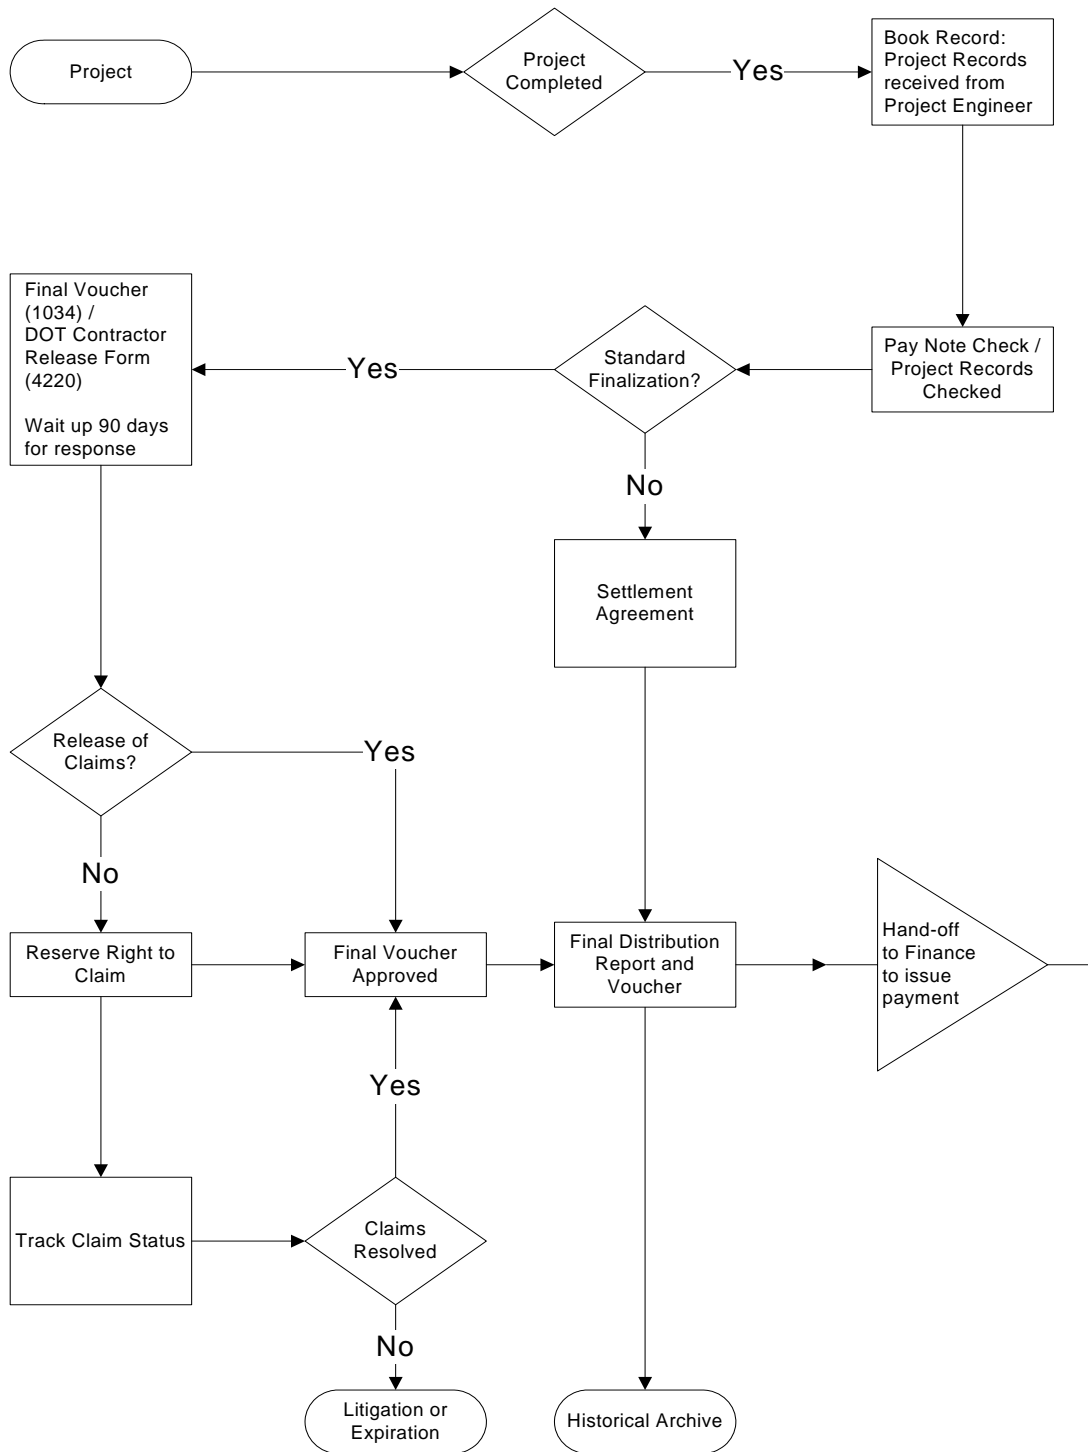 Project
Project
Completed
Yes
Book Record:
Project Records
received from
Project Engineer
Final Voucher
(1034) /
DOT Contractor
Release Form
(4220)
Wait up 90 days
for response
Yes
Standard
Finalization?
Pay Note Check /
Project Records
Checked
No
Settlement
Agreement
Release of
Claims?
Yes
No
Reserve Right to
Claim
Final Voucher
Approved
Final Distribution
Report and
Voucher
Hand-off
to Finance
to issue
payment
Yes
Track Claim Status
Claims
Resolved
No
Litigation or
Expiration
Historical Archive